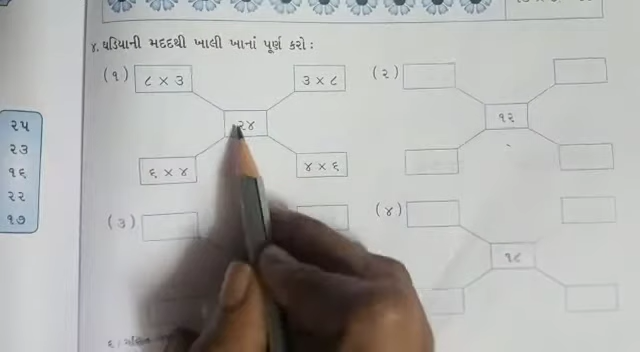 ૪. ઘડિયાની મદદથી ખાલી ખાનાં પૂર્ણ કરો :
(૧) ૮ × ૩ ૩ × ૮ (૨)
૨૪ ૧૨
૬ × ૪ ૪ × ૬
(૩) (૪)
૧૮
૨૫
૨૩
૧૬
૨૨
૧૭